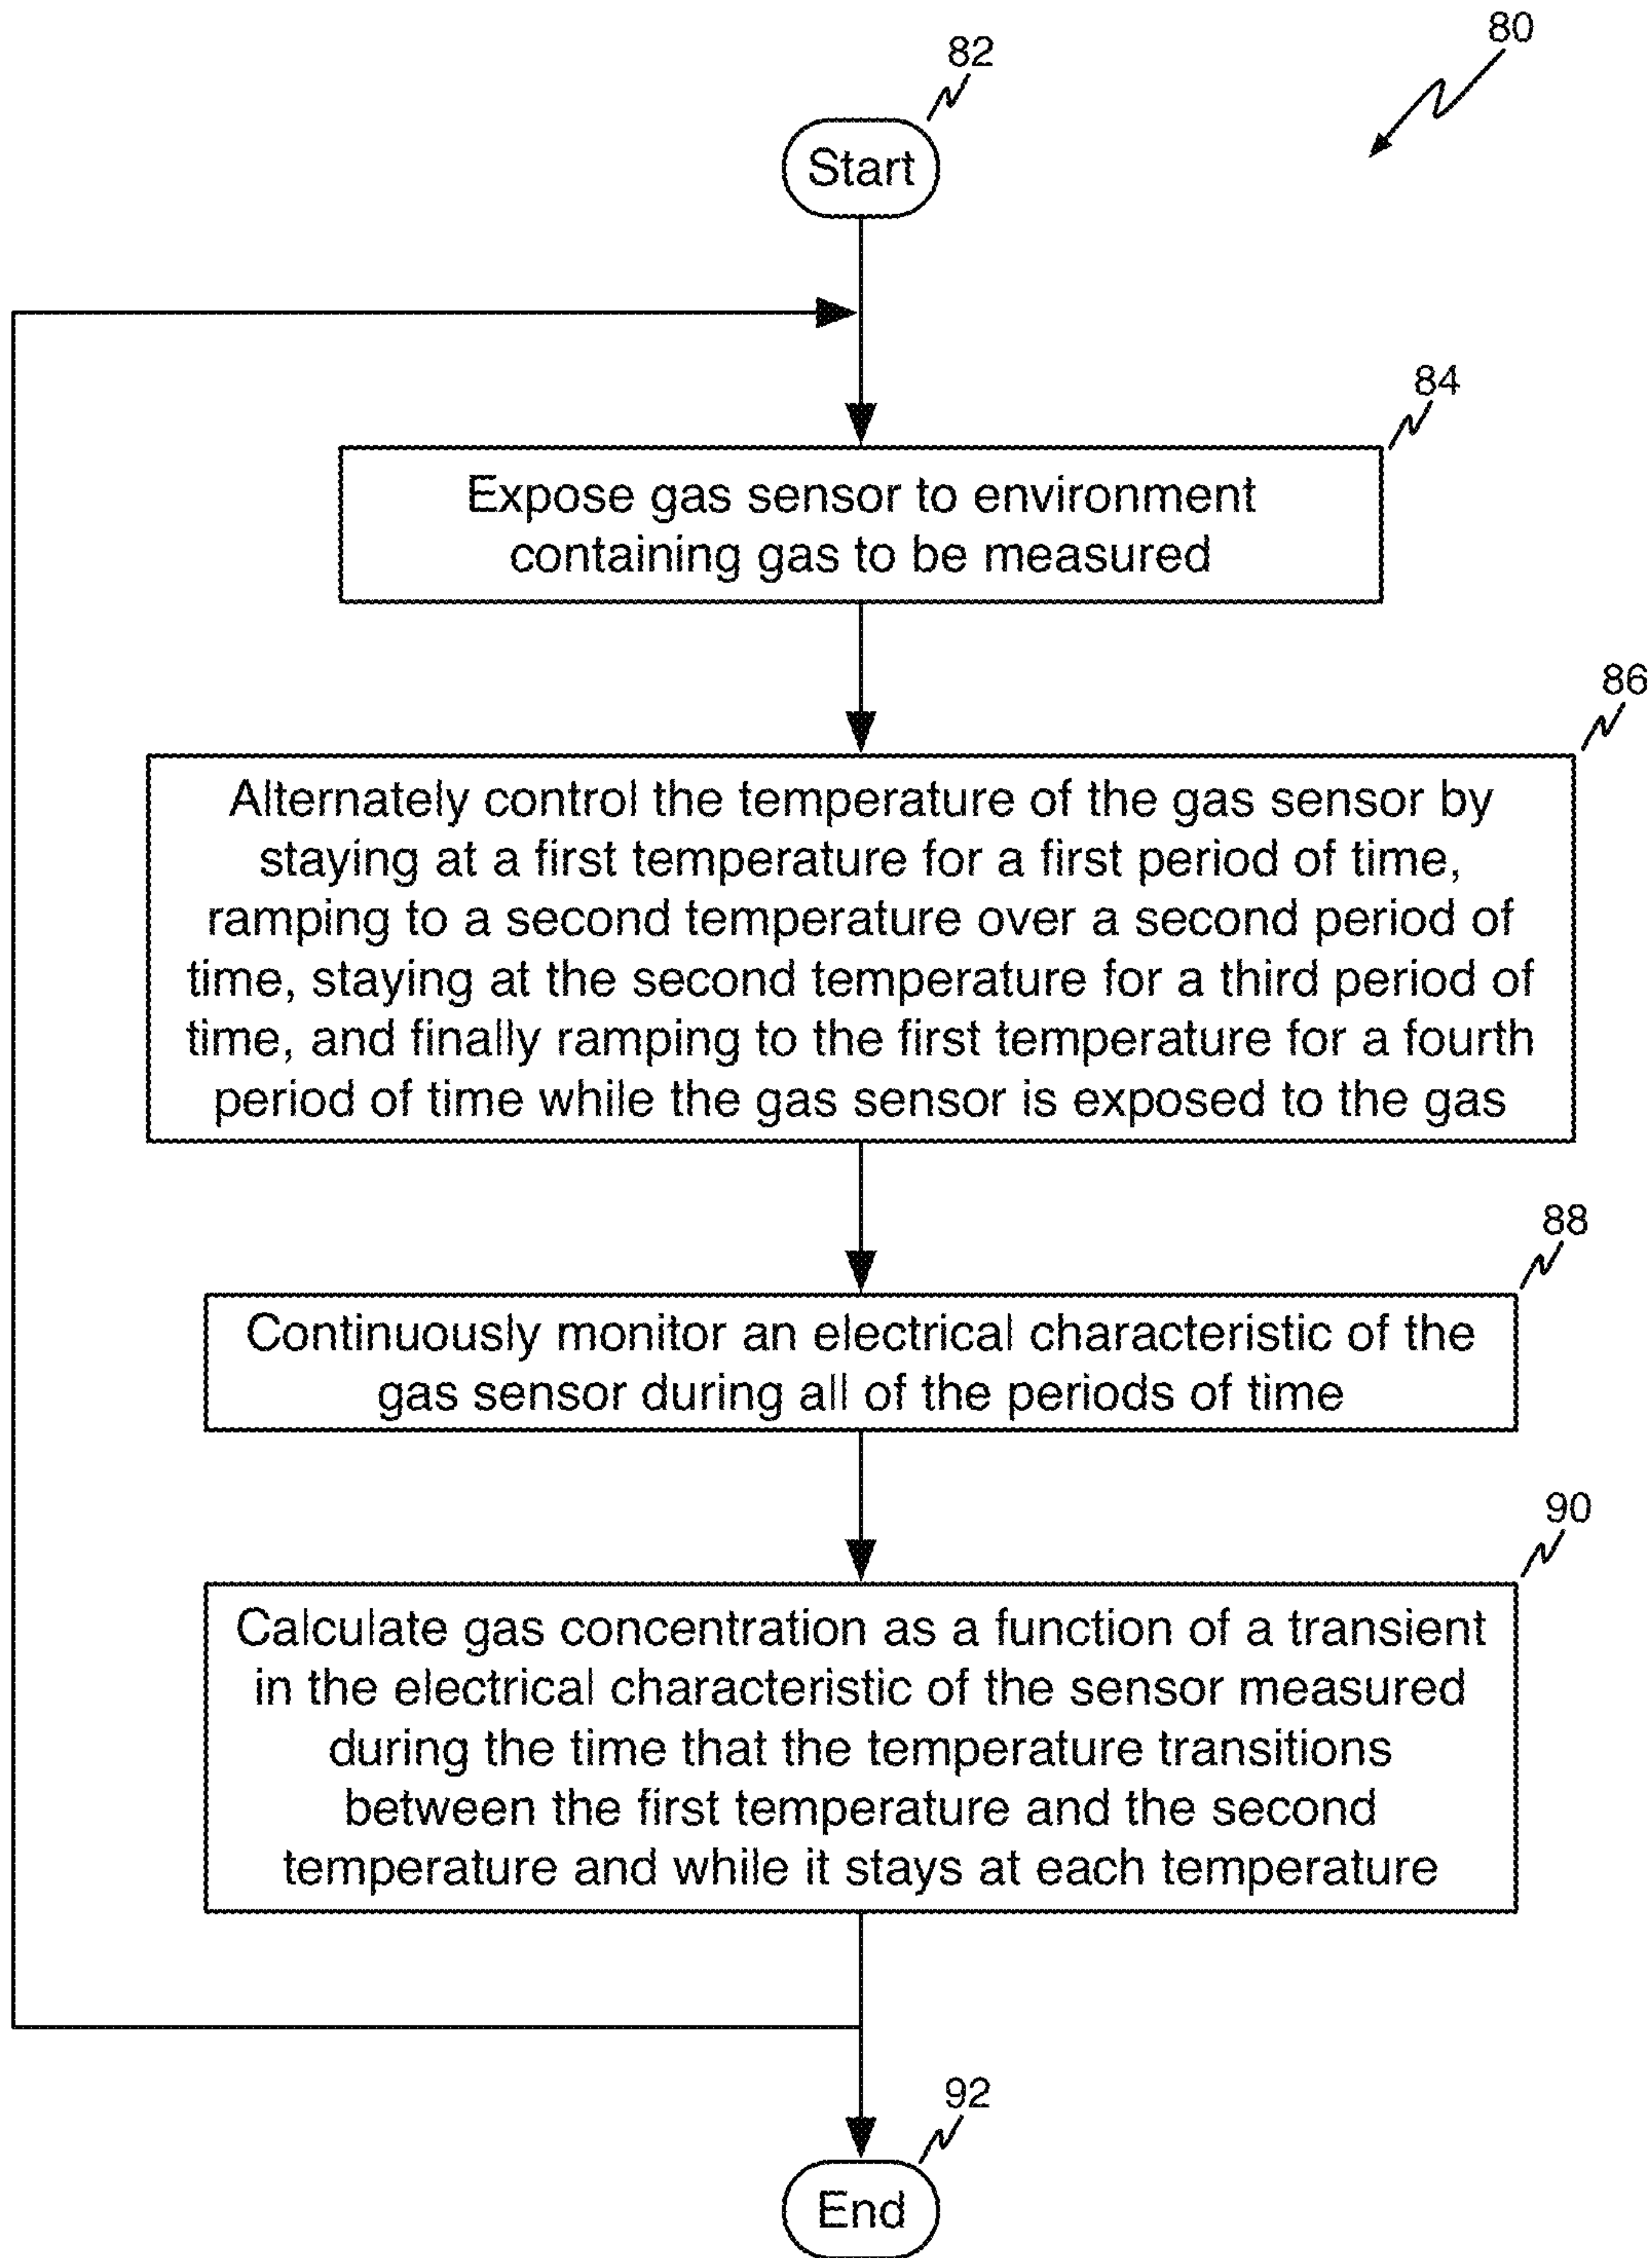 80
82
Start
84
Expose gas sensor to environment
containing gas to be measured
86
Alternately control the temperature of the gas sensor by
staying at a first temperature for a first period of time,
ramping to a second temperature over a second period of
time, staying at the second temperature for a third period of
time, and finally ramping to the first temperature for a fourth
period of time while the gas sensor is exposed to the gas
88
Continuously monitor an electrical characteristic of the
gas sensor during all of the periods of time
90
Calculate gas concentration as a function of a transient
in the electrical characteristic of the sensor measured
during the time that the temperature transitions
between the first temperature and the second
temperature and while it stays at each temperature
92
End